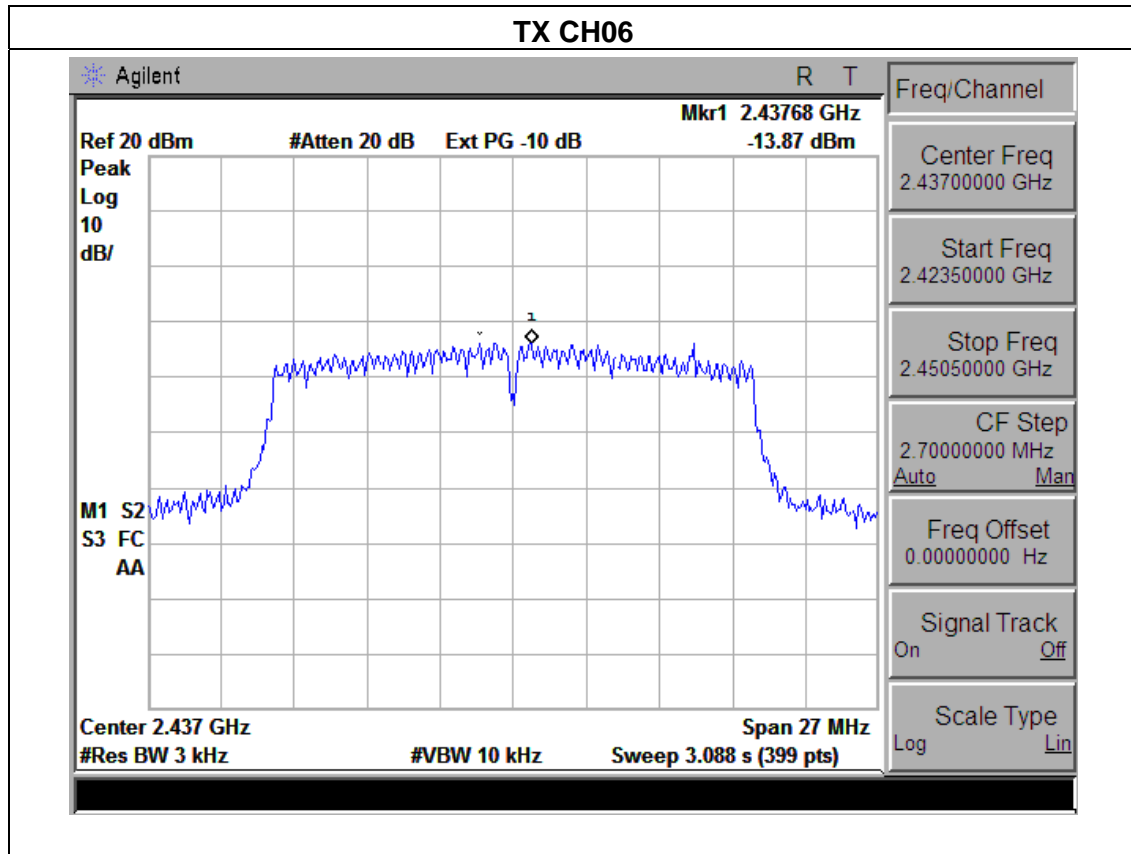 TX CH06
Agilent R T
Mkr1 2.43768 GHz
Ref 20 dBm #Atten 20 dB Ext PG -10 dB -13.87 dBm
Peak
Log
10
dB/
1
M1 S2
S3 FC
AA
Center 2.437 GHz Span 27 MHz
#Res BW 3 kHz #VBW 10 kHz Sweep 3.088 s (399 pts)
Freq/Channel
Center Freq
2.43700000 GHz
Start Freq
2.42350000 GHz
Stop Freq
2.45050000 GHz
CF Step
2.70000000 MHz
Auto Man
Freq Offset
0.00000000 Hz
Signal Track
On Off
Scale Type
Log Lin